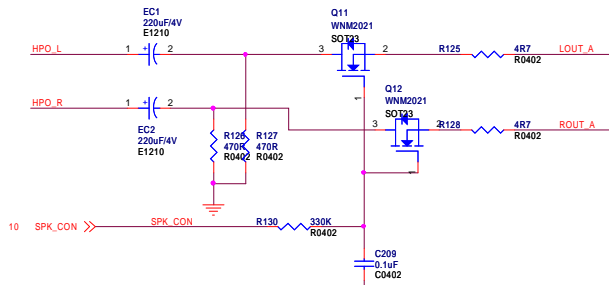 EC1
220uF/4V
E1210
Q11
WNM2021
SOT23
HPO_L
1
2
3
2
R125
4R7
R0402
LOUT_A
1
Q12
WNM2021
SOT23
HPO_R
1
2
EC2
220uF/4V
E1210
3
2
R128
4R7
R0402
ROUT_A
1
R126
470R
R0402
R127
470R
R0402
10
SPK_CON
SPK_CON
R130
330K
R0402
C209
0.1uF
C0402